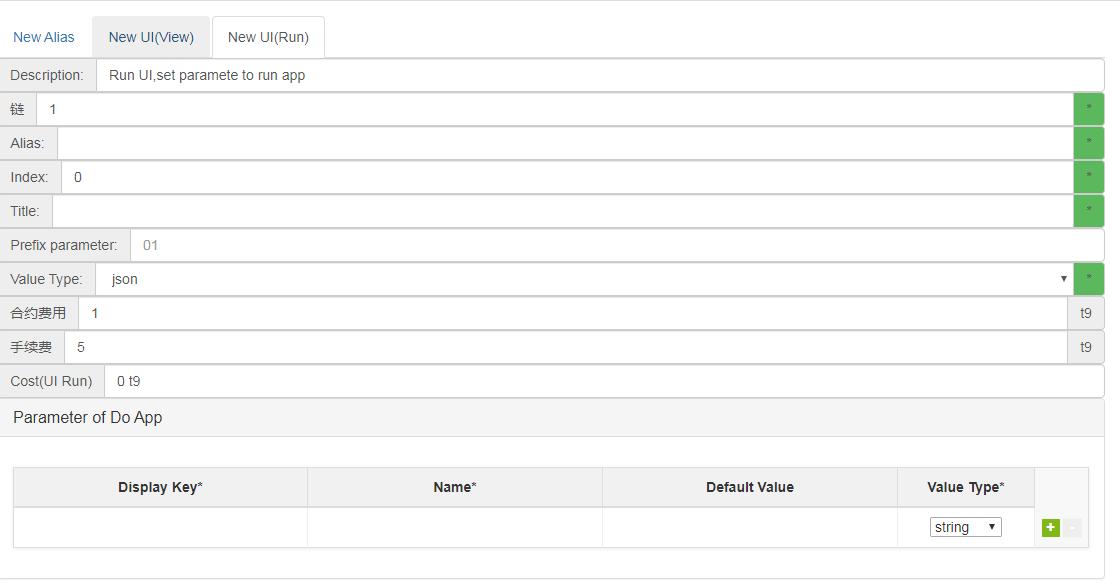 New Alias New UI(View) New UI(Run)
Description: Run UI,set paramete to run app
链 1 *
Alias: *
Index: 0 *
Title: *
Prefix parameter: 01
Value Type: json *
合约费用 1 t9
手续费 5 t9
Cost(UI Run) 0 t9
Parameter of Do App
Display Key* Name* Default Value Value Type*
string + -